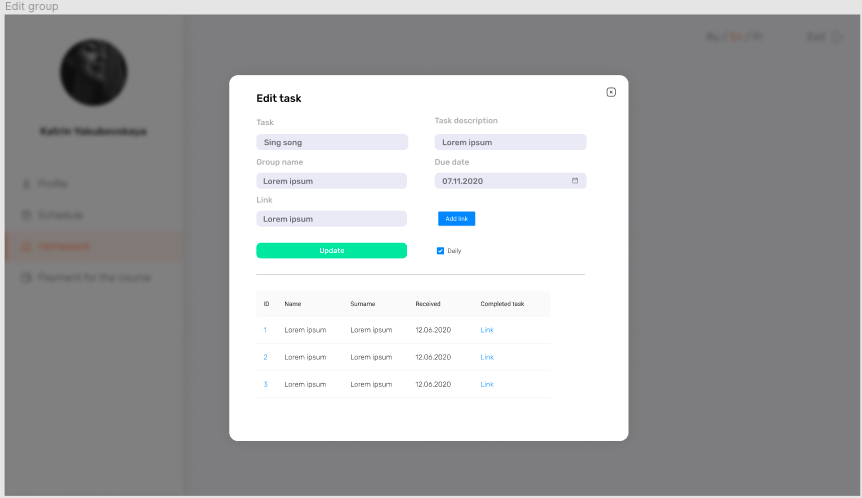 Edit group
Ru / En / Fr
Exit
Katrin Yakubovskaya
Profile
Schedule
Homework
Payment for the course
Edit task
Task
Task description
Sing song
Lorem ipsum
Group name
Due date
Lorem ipsum
07.11.2020
Link
Lorem ipsum
Add link
Update
Daily
ID Name Surname Received Completed task
1 Lorem ipsum Lorem ipsum 12.06.2020 Link
2 Lorem ipsum Lorem ipsum 12.06.2020 Link
3 Lorem ipsum Lorem ipsum 12.06.2020 Link